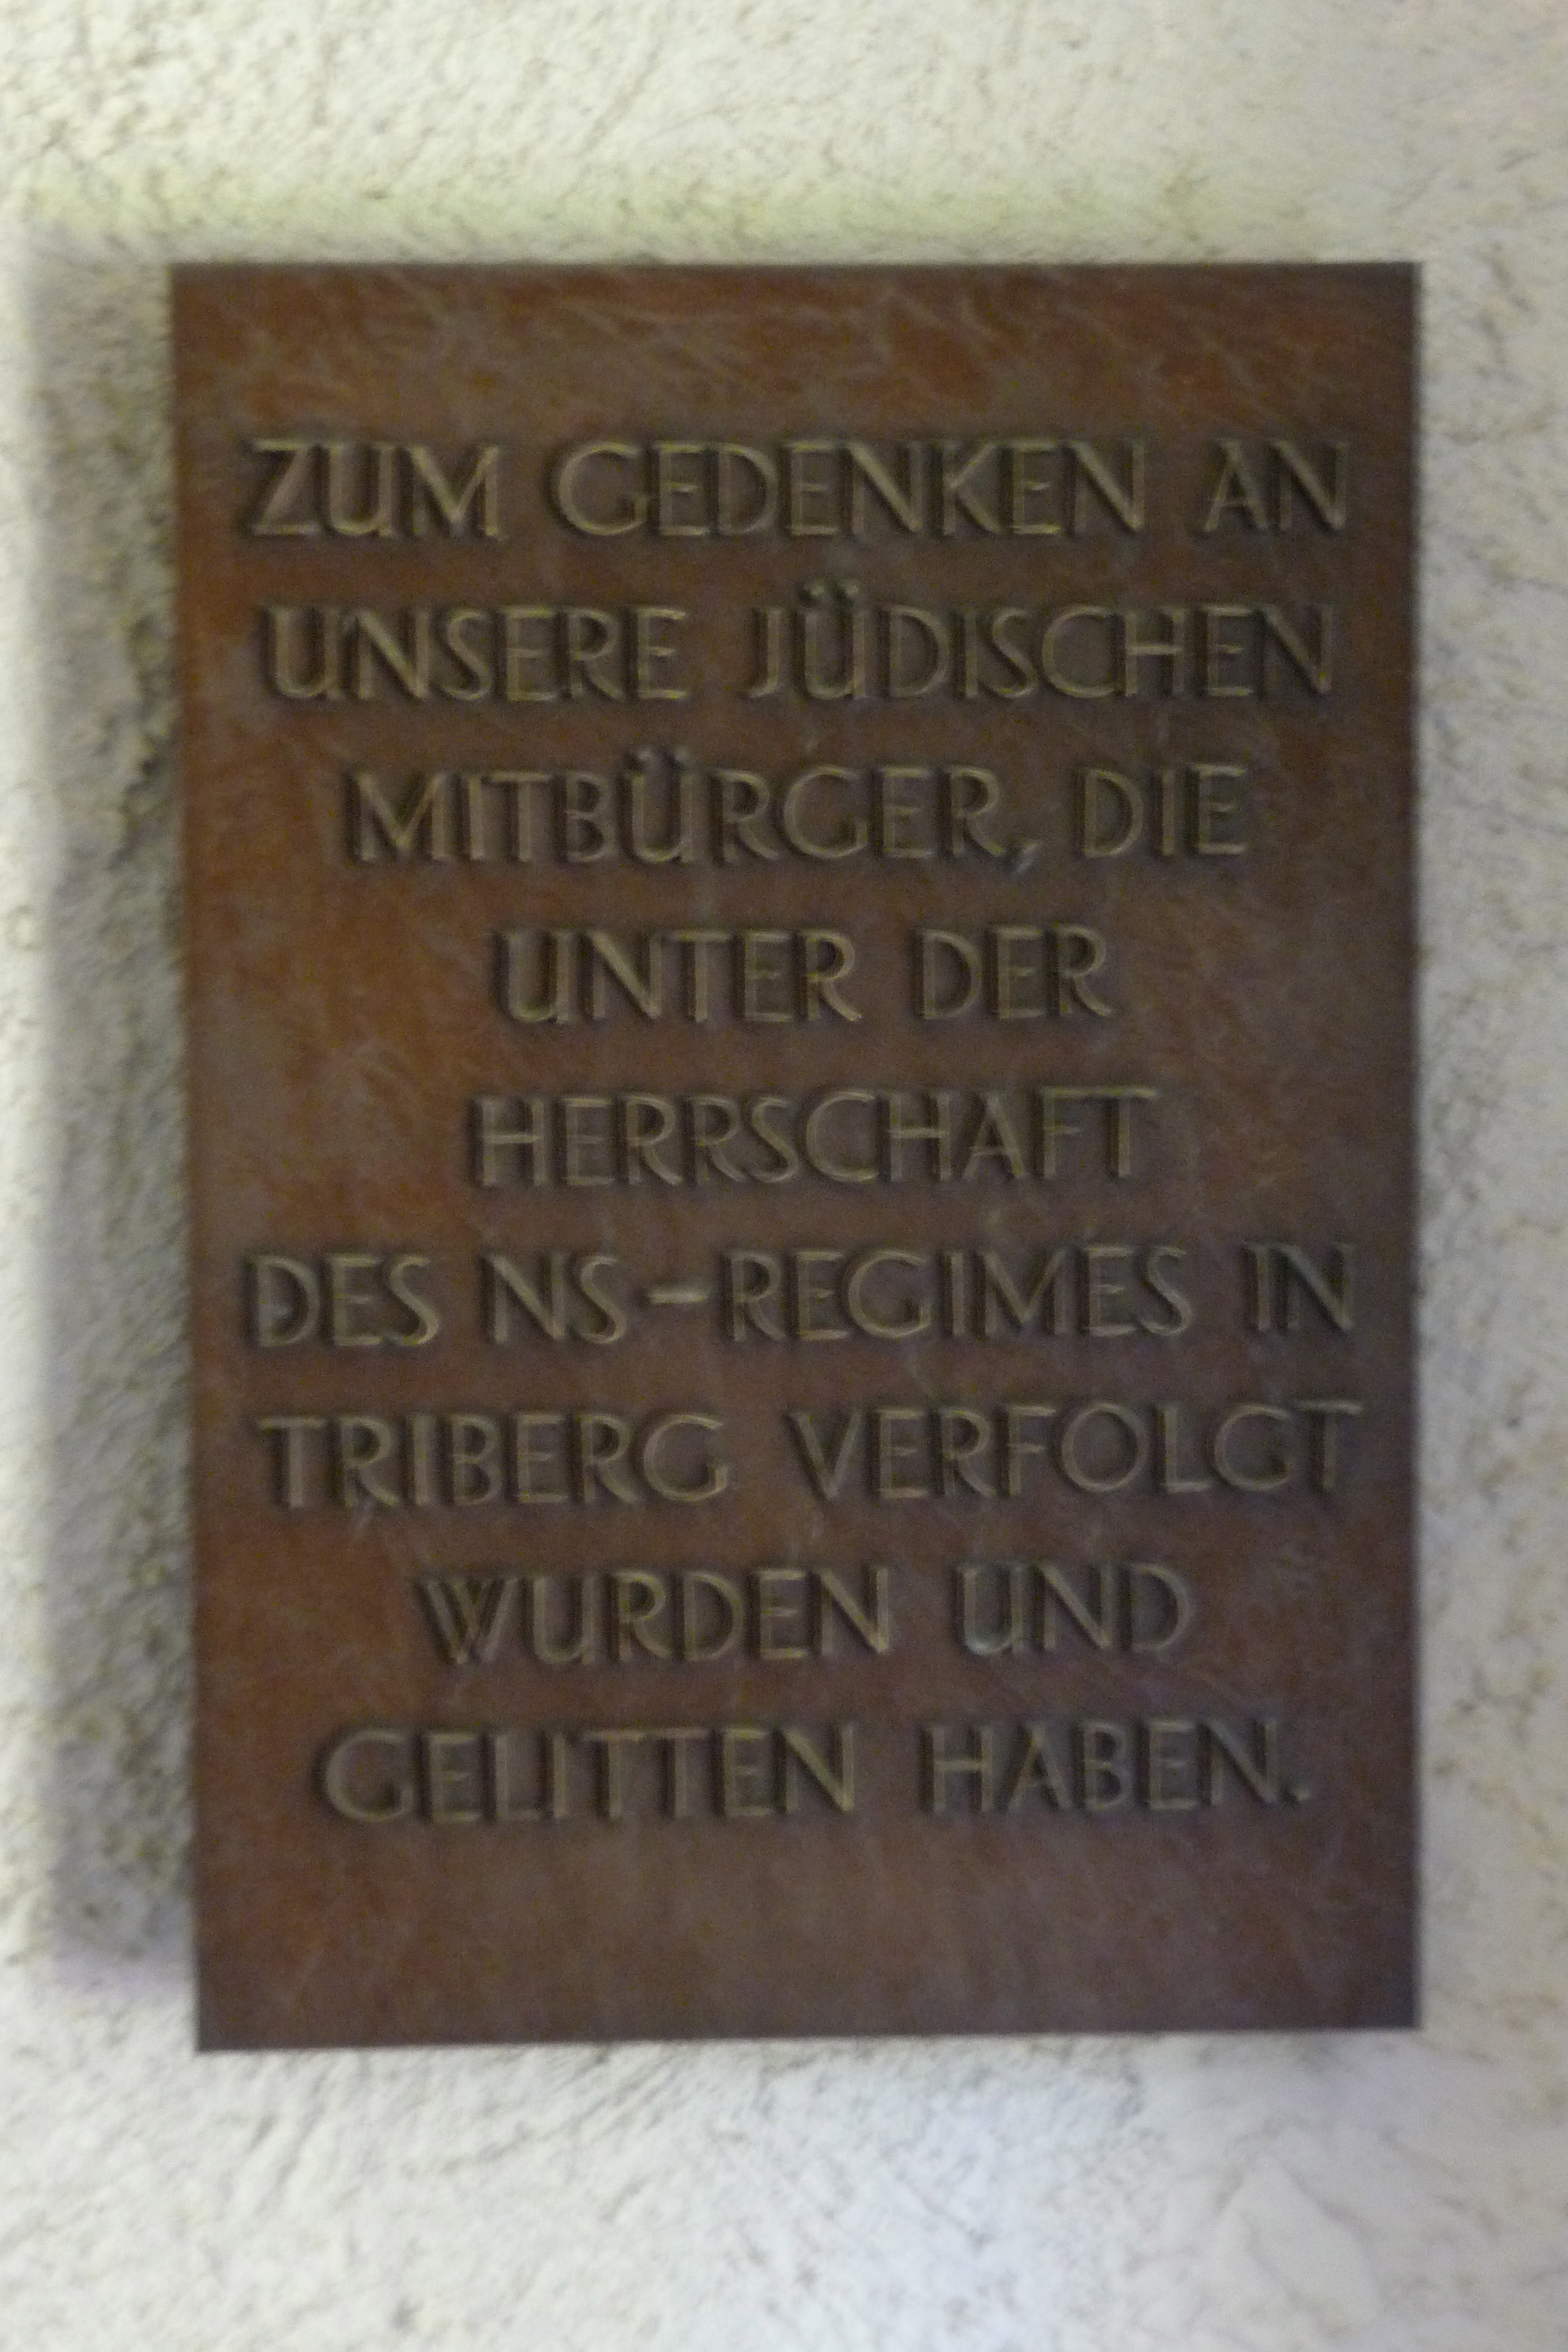 ZUM GEDENKEN AN
UNSERE JÜDISCHEN
MITBÜRGER, DIE
UNTER DER
HERRSCHAFT
DES NS-REGIMES IN
TRIBERG VERFOLGT
WURDEN UND
GELITTEN HABEN.